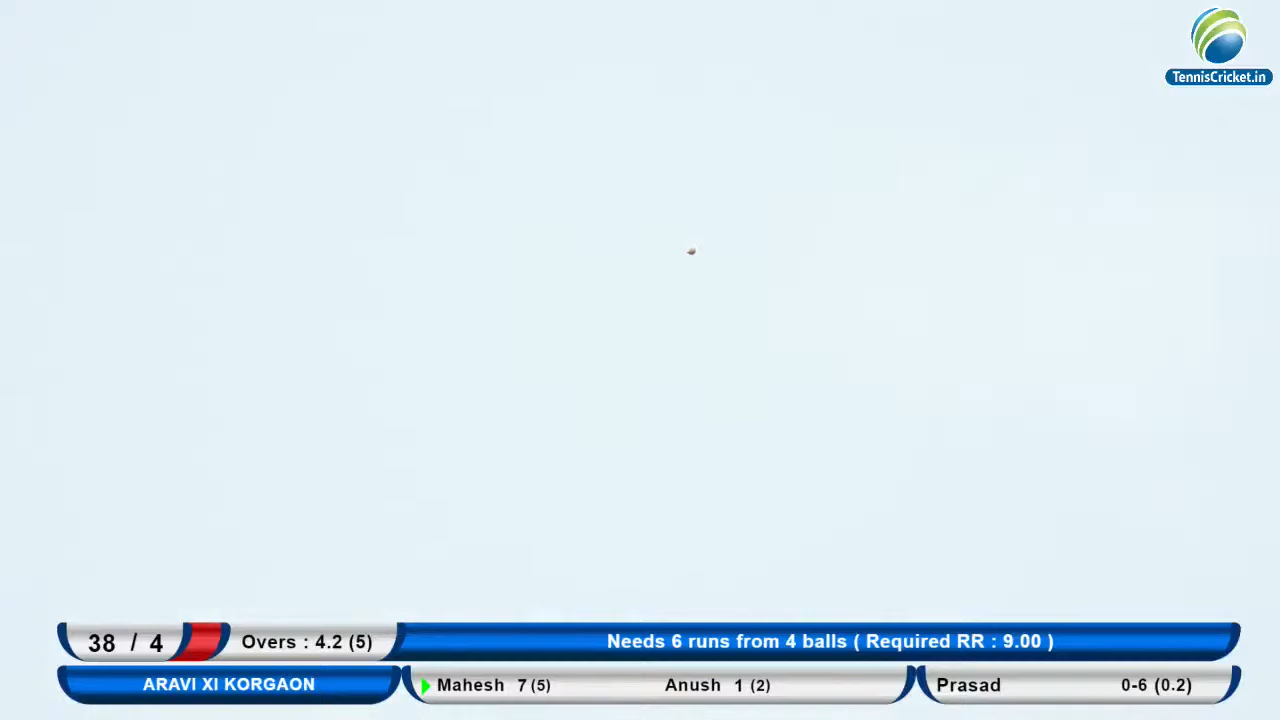 TennisCricket.in
38 / 4
Overs : 4.2 (5)
Needs 6 runs from 4 balls ( Required RR : 9.00 )
ARAVI XI KORGAON
Mahesh 7 (5)
Anush 1 (2)
Prasad 0-6 (0.2)